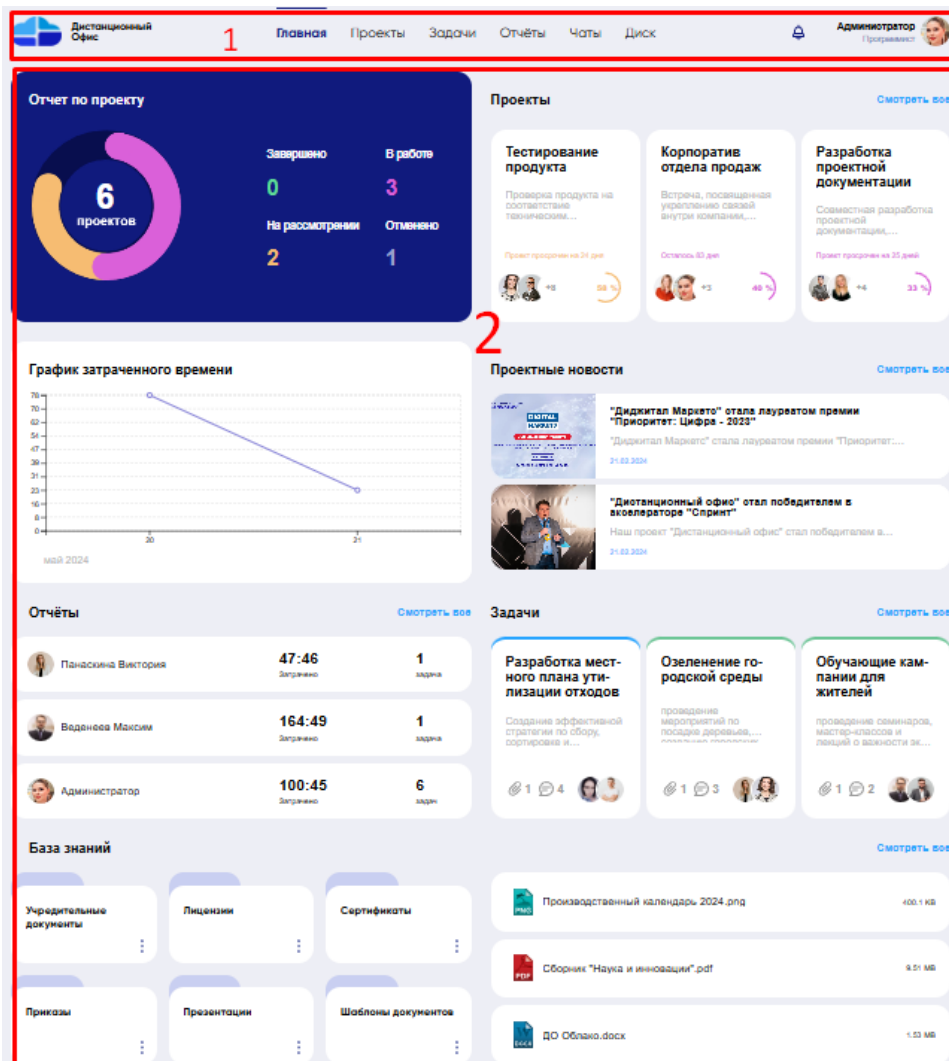 Дистанционный
Офис
1
Главная Проекты Задачи Отчёты Чаты Диск
Администратор
Программист
2
Отчет по проекту
6
проектов
Завершено В работе
0 3
На рассмотрении Отменено
2 1
Проекты Смотреть все
Тестирование
продукта
Проверка продукта на
соответствие
техническим...
Проект просрочен на 24 дня
+8 58 %
Корпоратив
отдела продаж
Встреча, посвященная
укреплению связей
внутри компании,...
Осталось 83 дня
+3 40 %
Разработка
проектной
документации
Совместная разработка
проектной
документации,...
Проект просрочен на 35 дней
+4 33 %
График затраченного времени
78
70
62
54
47
39
31
23
16
8
0
20 21
май 2024
Проектные новости Смотреть все
"Диджитал Маркетс" стала лауреатом премии
"Приоритет: Цифра - 2023"
"Диджитал Маркетс" стала лауреатом премии "Приоритет:...
21.03.2024
"Дистанционный офис" стал победителем в
акселераторе "Спринт"
Наш проект "Дистанционный офис" стал победителем в...
21.03.2024
Отчёты Смотреть все
Панаскина Виктория 47:46 1
Затрачено задача
Веденеев Максим 164:49 1
Затрачено задача
Администратор 100:45 6
Затрачено задач
Задачи Смотреть все
Разработка мест-
ного плана ути-
лизации отходов
Создание эффективной
стратегии по сбору,
сортировке и...
1 4
Озеленение го-
родской среды
проведение
мероприятий по
посадке деревьев,...
1 3
Обучающие кам-
пании для
жителей
проведение семинаров,
мастер-классов и
лекций о важности эк...
1 2
База знаний Смотреть все
Учредительные
документы
Лицензии
Сертификаты
Приказы
Презентации
Шаблоны документов
PNG Производственный календарь 2024.png 400.1 KB
PDF Сборник "Наука и инновации".pdf 9.51 MB
DOCX ДО Облако.docx 1.53 MB